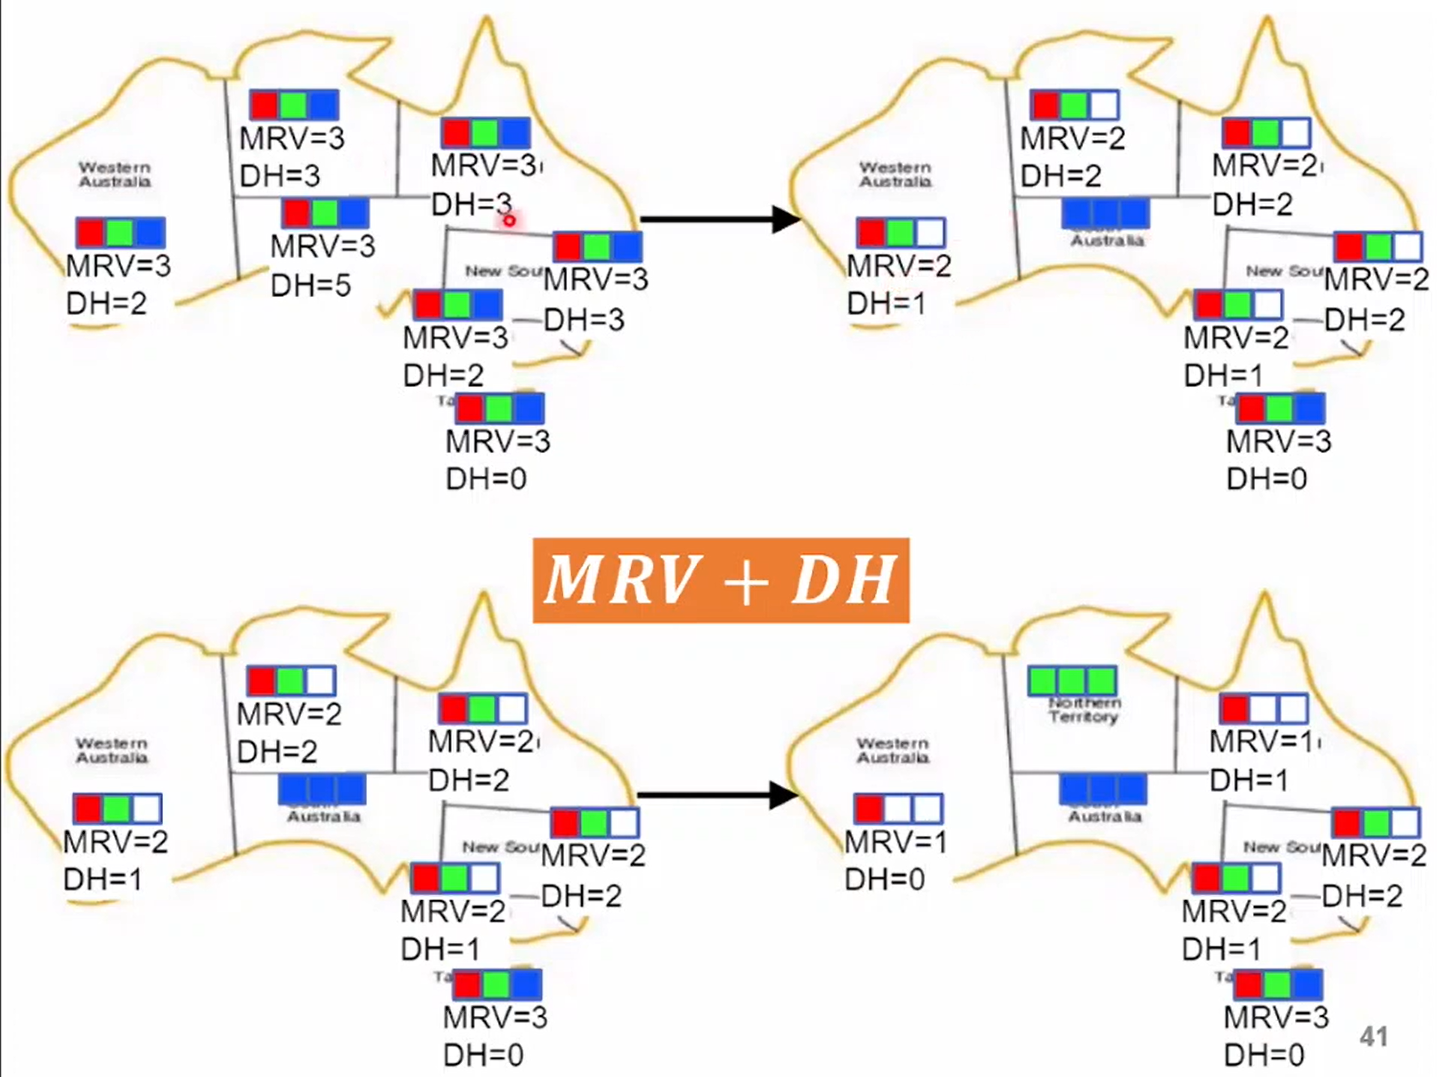 MRV=3
DH=3
MRV=3
DH=3
Western
Australia
MRV=3
DH=2
MRV=3
DH=5
New Sou
MRV=3
DH=3
MRV=3
DH=2
Ta
MRV=3
DH=0
MRV=2
DH=2
MRV=2
DH=2
Western
Australia
MRV=2
DH=1
Australia
New Sou
MRV=2
DH=2
MRV=2
DH=1
Ta
MRV=3
DH=0
MRV + DH
MRV=2
DH=2
MRV=2
DH=2
Western
Australia
MRV=2
DH=1
Australia
New Sou
MRV=2
DH=2
MRV=2
DH=1
Ta
MRV=3
DH=0
Northern
Territory
MRV=1
DH=1
Western
Australia
MRV=1
DH=0
Australia
New Sou
MRV=2
DH=2
MRV=2
DH=1
Ta
MRV=3
DH=0
41